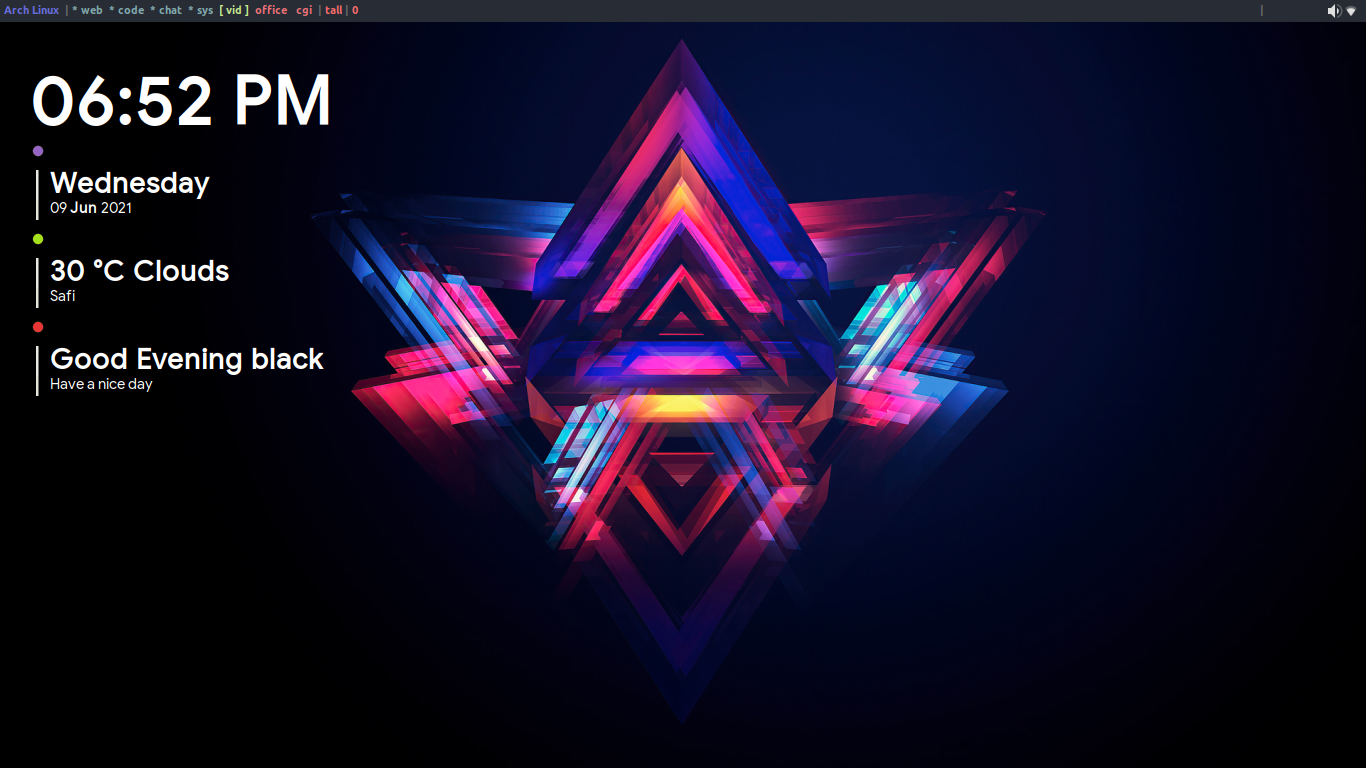 Arch Linux | * web * code * chat * sys [ vid ] office cgi | tall | 0 |
06:52 PM
Wednesday
09 Jun 2021
30 °C Clouds
Safi
Good Evening black
Have a nice day